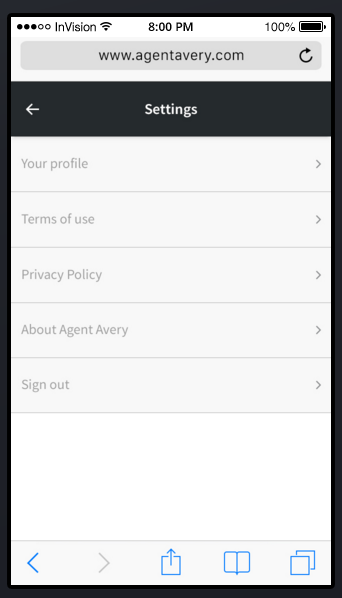 InVision 8:00 PM 100%
www.agentavery.com
Settings
Your profile
Terms of use
Privacy Policy
About Agent Avery
Sign out